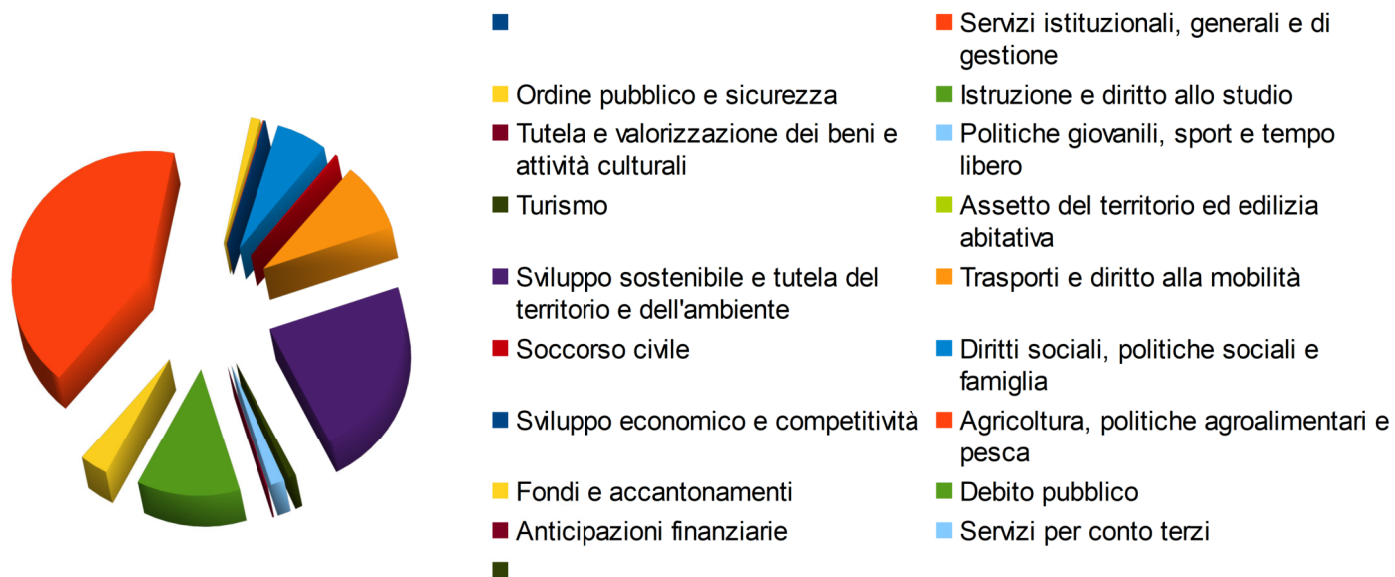 Servizi istituzionali, generali e di
gestione
Ordine pubblico e sicurezza
Istruzione e diritto allo studio
Tutela e valorizzazione dei beni e
attività culturali
Politiche giovanili, sport e tempo
libero
Turismo
Assetto del territorio ed edilizia
abitativa
Sviluppo sostenibile e tutela del
territorio e dell'ambiente
Trasporti e diritto alla mobilità
Soccorso civile
Diritti sociali, politiche sociali e
famiglia
Sviluppo economico e competitività
Agricoltura, politiche agroalimentari e
pesca
Fondi e accantonamenti
Debito pubblico
Anticipazioni finanziarie
Servizi per conto terzi